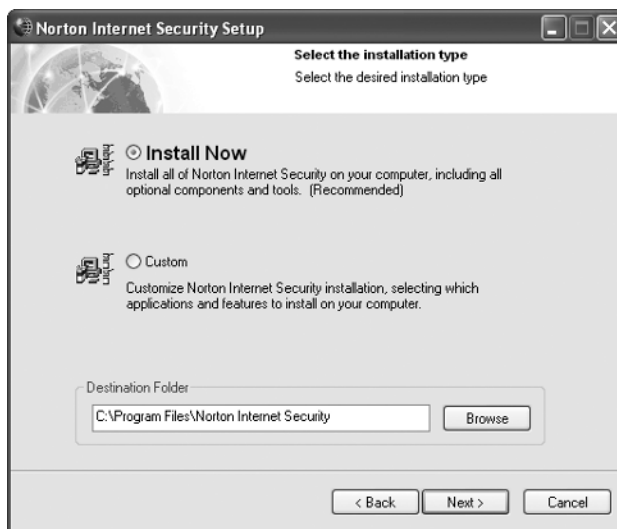 Norton Internet Security Setup
Select the installation type
Select the desired installation type
Install Now
Install all of Norton Internet Security on your computer, including all
optional components and tools. (Recommended)
Custom
Customize Norton Internet Security installation, selecting which
applications and features to install on your computer.
Destination Folder
C:\Program Files\Norton Internet Security
Browse
< Back
Next >
Cancel